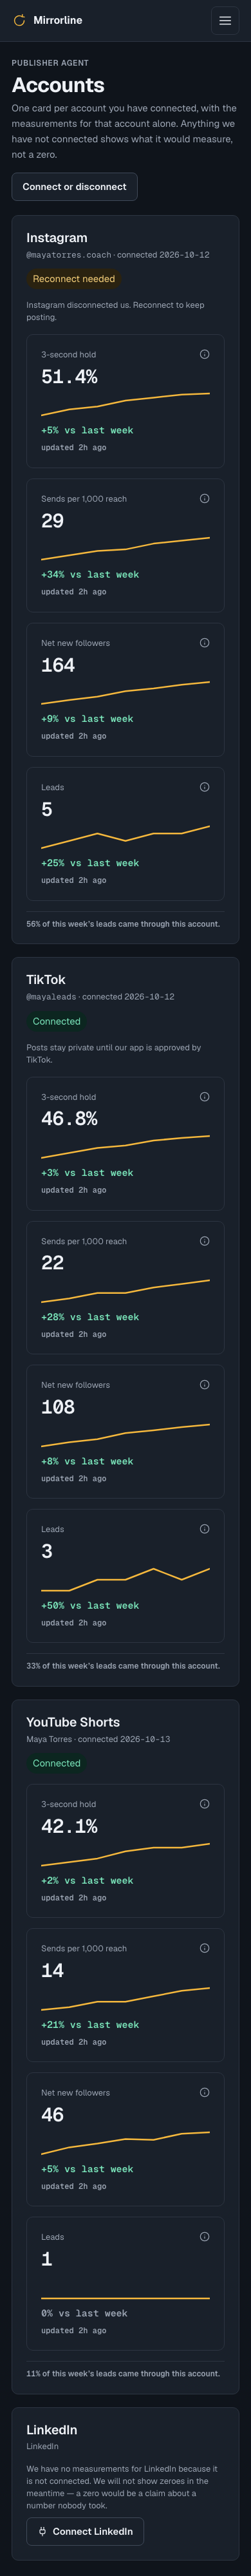 Mirrorline
PUBLISHER AGENT
Accounts
One card per account you have connected, with the
measurements for that account alone. Anything we
have not connected shows what it would measure,
not a zero.
Connect or disconnect
Instagram
@mayatorres.coach · connected 2026-10-12
Reconnect needed
Instagram disconnected us. Reconnect to keep
posting.
3-second hold
51.4%
+5% vs last week
updated 2h ago
Sends per 1,000 reach
29
+34% vs last week
updated 2h ago
Net new followers
164
+9% vs last week
updated 2h ago
Leads
5
+25% vs last week
updated 2h ago
56% of this week's leads came through this account.
TikTok
@mayaleads · connected 2026-10-12
Connected
Posts stay private until our app is approved by
TikTok.
3-second hold
46.8%
+3% vs last week
updated 2h ago
Sends per 1,000 reach
22
+28% vs last week
updated 2h ago
Net new followers
108
+8% vs last week
updated 2h ago
Leads
3
+50% vs last week
updated 2h ago
33% of this week's leads came through this account.
YouTube Shorts
Maya Torres · connected 2026-10-13
Connected
3-second hold
42.1%
+2% vs last week
updated 2h ago
Sends per 1,000 reach
14
+21% vs last week
updated 2h ago
Net new followers
46
+5% vs last week
updated 2h ago
Leads
1
0% vs last week
updated 2h ago
11% of this week's leads came through this account.
LinkedIn
LinkedIn
We have no measurements for LinkedIn because it
is not connected. We will not show zeroes in the
meantime — a zero would be a claim about a
number nobody took.
Connect LinkedIn